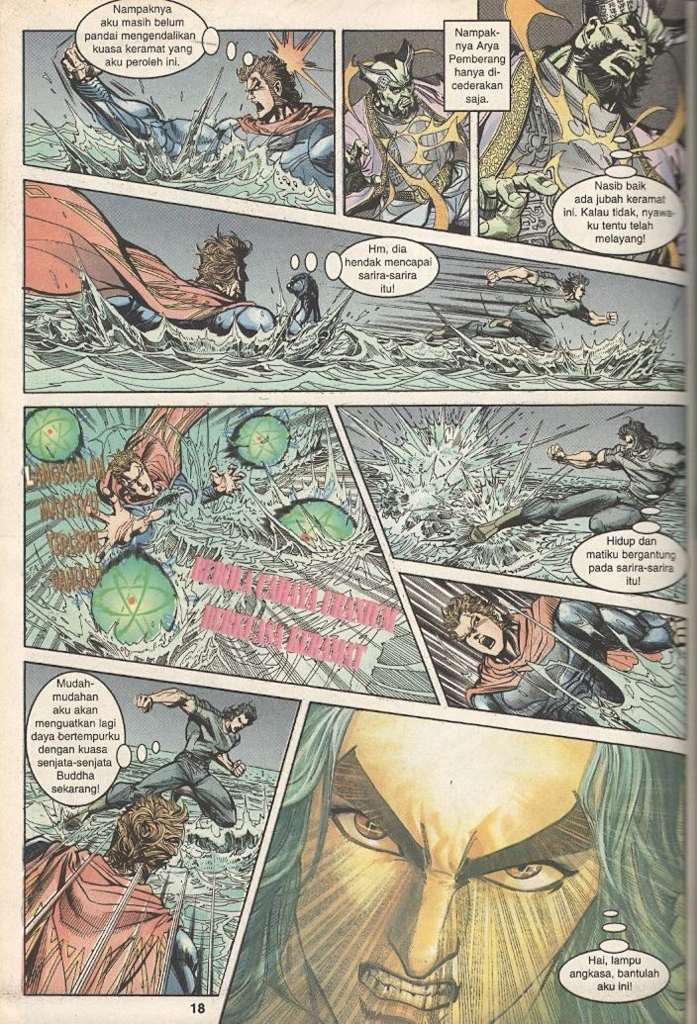 Nampaknya
aku masih belum
pandai mengendalikan
kuasa keramat yang
aku peroleh ini.
Nampak-
nya Arya
Pemberang
hanya di-
cederakan
saja.
Nasib baik
ada jubah keramat
ini. Kalau tidak, nyawa-
ku tentu telah
melayang!
Hm, dia
hendak mencapai
sarira-sarira
itu!
Hidup dan
matiku bergantung
pada sarira-sarira
itu!
Mudah-
mudahan
aku akan
menguatkan lagi
daya bertempurku
dengan kuasa
senjata-senjata
Buddha
sekarang!
Hai, lampu
angkasa, bantulah
aku ini!
18